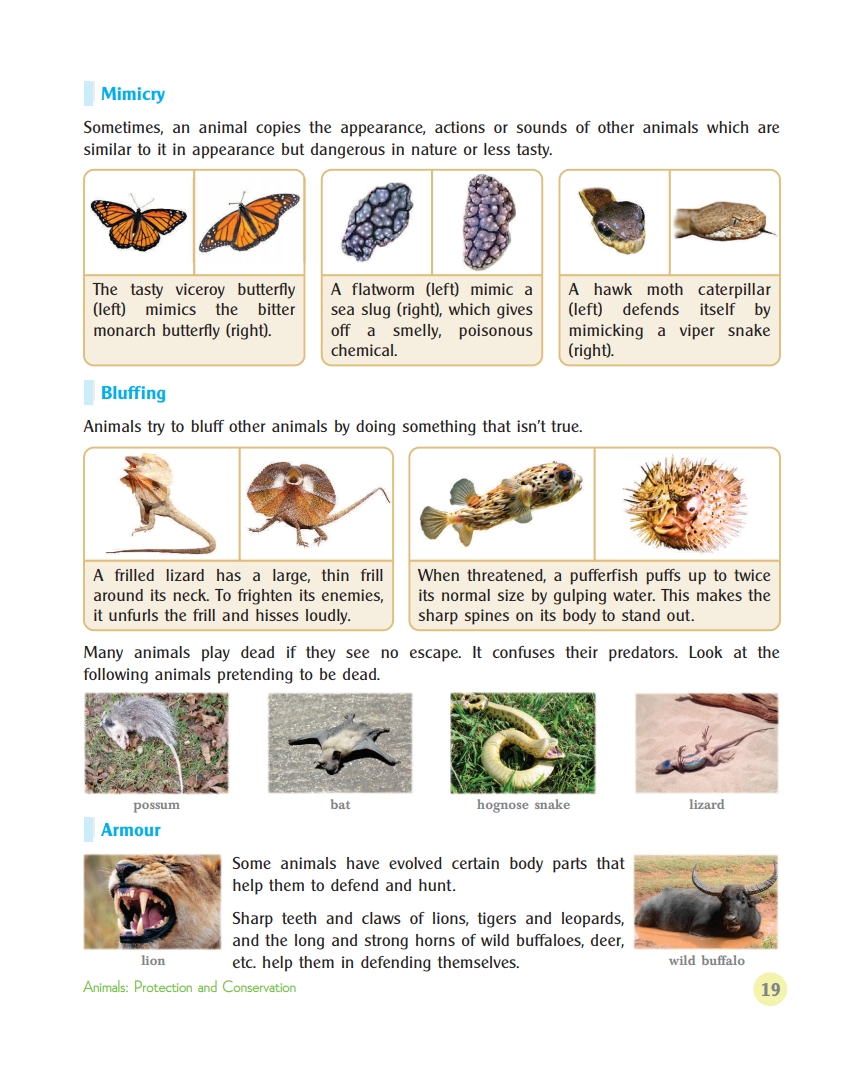 Mimicry
Sometimes, an animal copies the appearance, actions or sounds of other animals which are
similar to it in appearance but dangerous in nature or less tasty.
The tasty viceroy butterfly
(left) mimics the bitter
monarch butterfly (right).
A flatworm (left) mimic a
sea slug (right), which gives
off a smelly, poisonous
chemical.
A hawk moth caterpillar
(left) defends itself by
mimicking a viper snake
(right).
Bluffing
Animals try to bluff other animals by doing something that isn't true.
A frilled lizard has a large, thin frill
around its neck. To frighten its enemies,
it unfurls the frill and hisses loudly.
When threatened, a pufferfish puffs up to twice
its normal size by gulping water. This makes the
sharp spines on its body to stand out.
Many animals play dead if they see no escape. It confuses their predators. Look at the
following animals pretending to be dead.
possum
bat
hognose snake
lizard
Armour
Some animals have evolved certain body parts that
help them to defend and hunt.
Sharp teeth and claws of lions, tigers and leopards,
and the long and strong horns of wild buffaloes, deer,
etc. help them in defending themselves.
lion
wild buffalo
Animals: Protection and Conservation
19